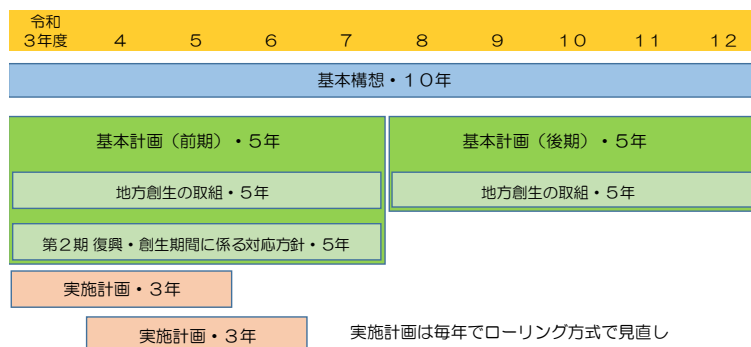 令和
3年度 4 5 6 7 8 9 10 11 12
基本構想・10年
基本計画(前期)・5年 基本計画(後期)・5年
地方創生の取組・5年 地方創生の取組・5年
第2期 復興・創生期間に係る対応方針・5年
実施計画・3年
実施計画・3年 実施計画は毎年でローリング方式で見直し